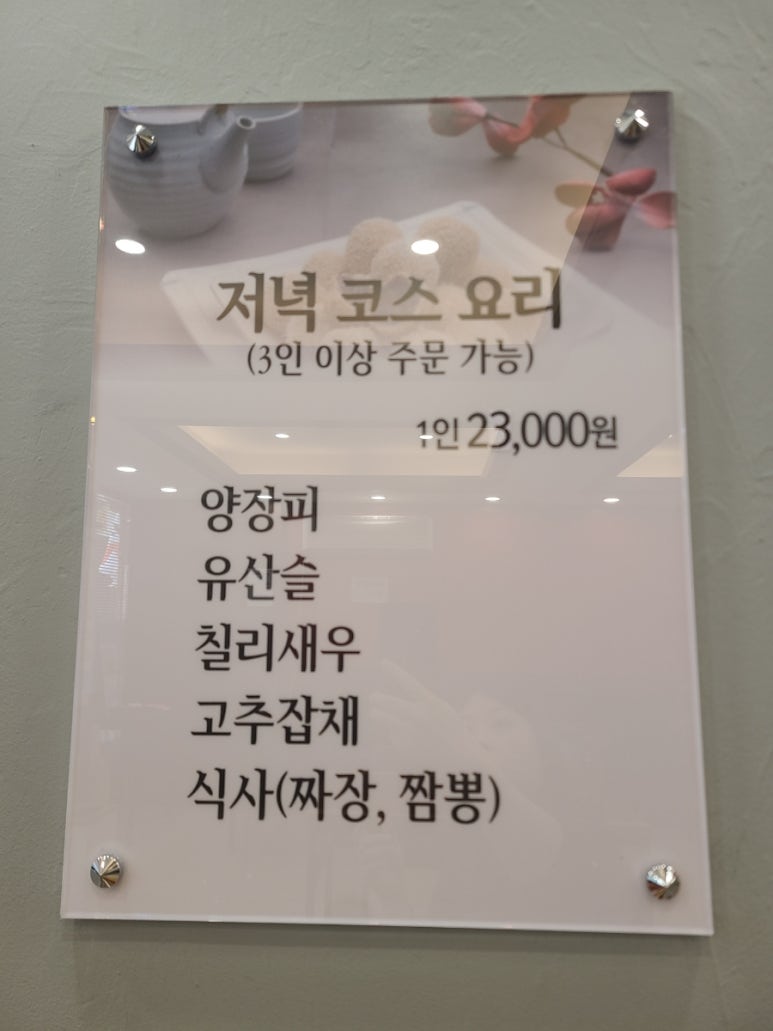 저녁 코스 요리
(3인 이상 주문 가능)
1인 23,000원
양장피
유산슬
칠리새우
고추잡채
식사(짜장, 짬뽕)